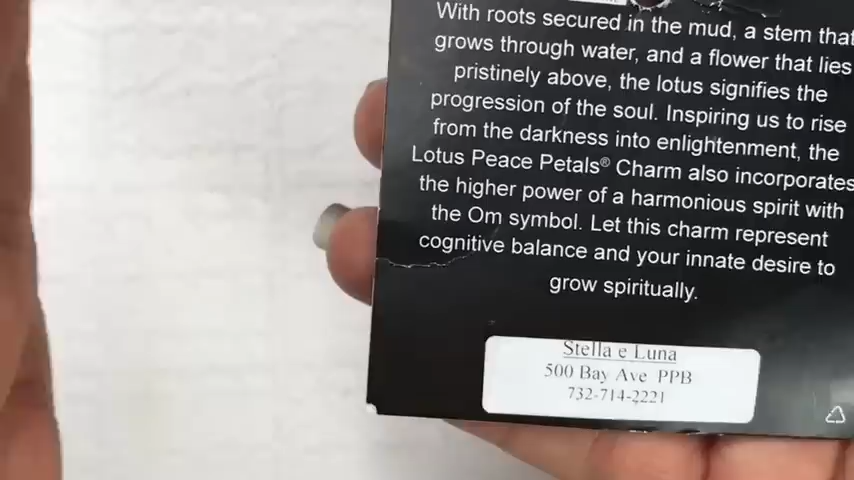 With roots secured in the mud, a stem that
grows through water, and a flower that lies
pristinely above, the lotus signifies the
progression of the soul. Inspiring us to rise
from the darkness into enlightenment, the
Lotus Peace Petals® Charm also incorporates
the higher power of a harmonious spirit with
the Om symbol. Let this charm represent
cognitive balance and your innate desire to
grow spiritually.
Stella e Luna
500 Bay Ave PPB
732-714-2221